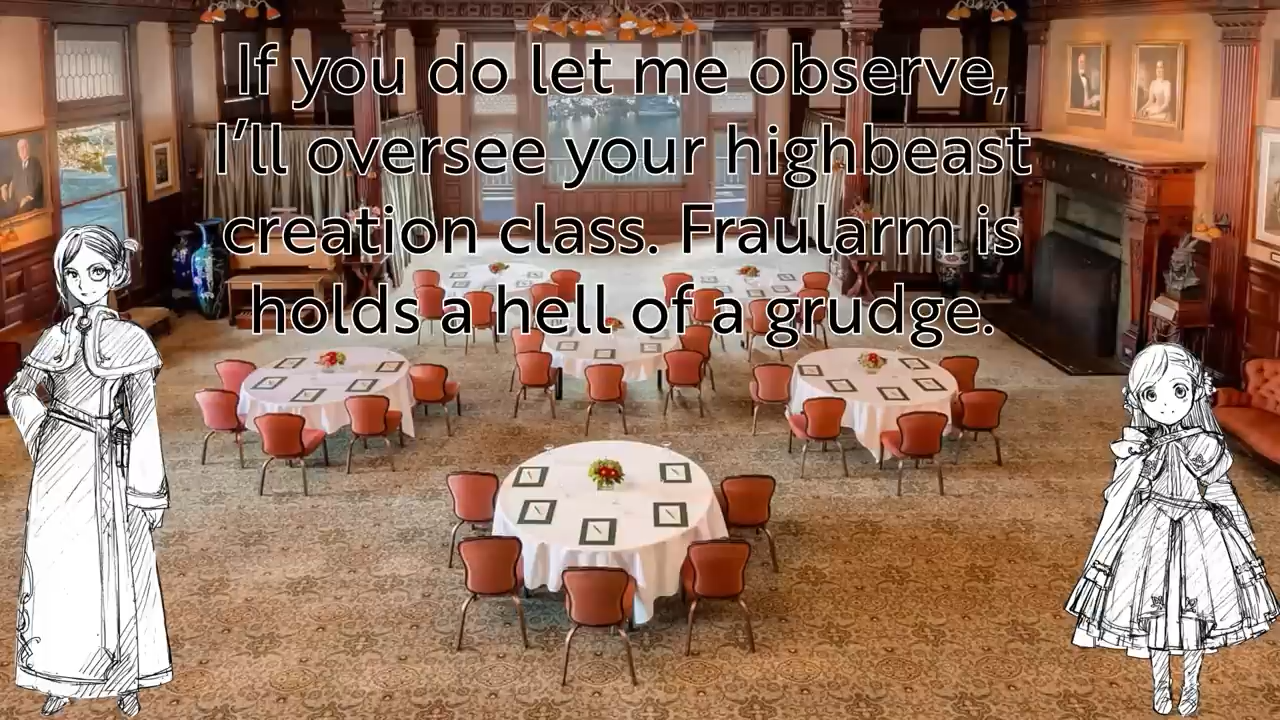 If you do let me observe,
I’ll oversee your highbeast
creation class. Fraularm is
holds a hell of a grudge.